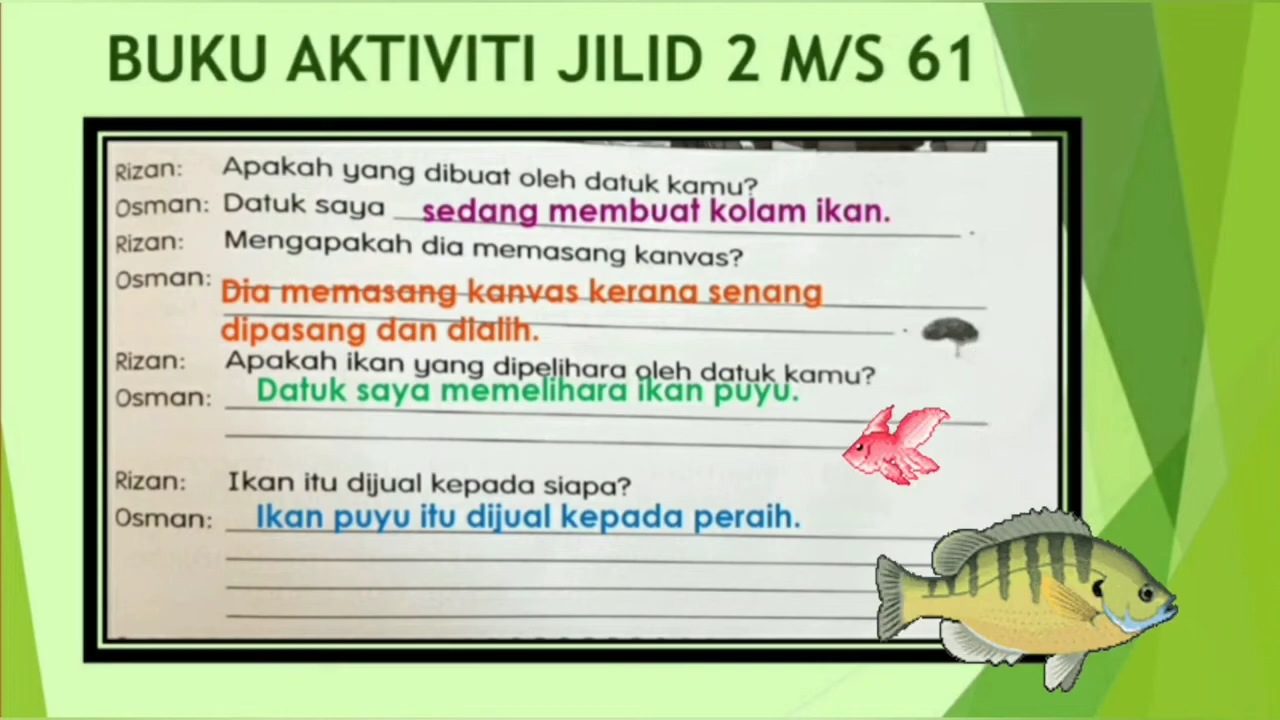 BUKU AKTIVITI JILID 2 M/S 61
Rizan: Apakah yang dibuat oleh datuk kamu?
Osman: Datuk saya sedang membuat kolam ikan.
Rizan: Mengapakah dia memasang kanvas?
Osman: Dia memasang kanvas kerana senang
dipasang dan dialih.
Rizan: Apakah ikan yang dipelihara oleh datuk kamu?
Osman: Datuk saya memelihara ikan puyu.
Rizan: Ikan itu dijual kepada siapa?
Osman: Ikan puyu itu dijual kepada peraih.